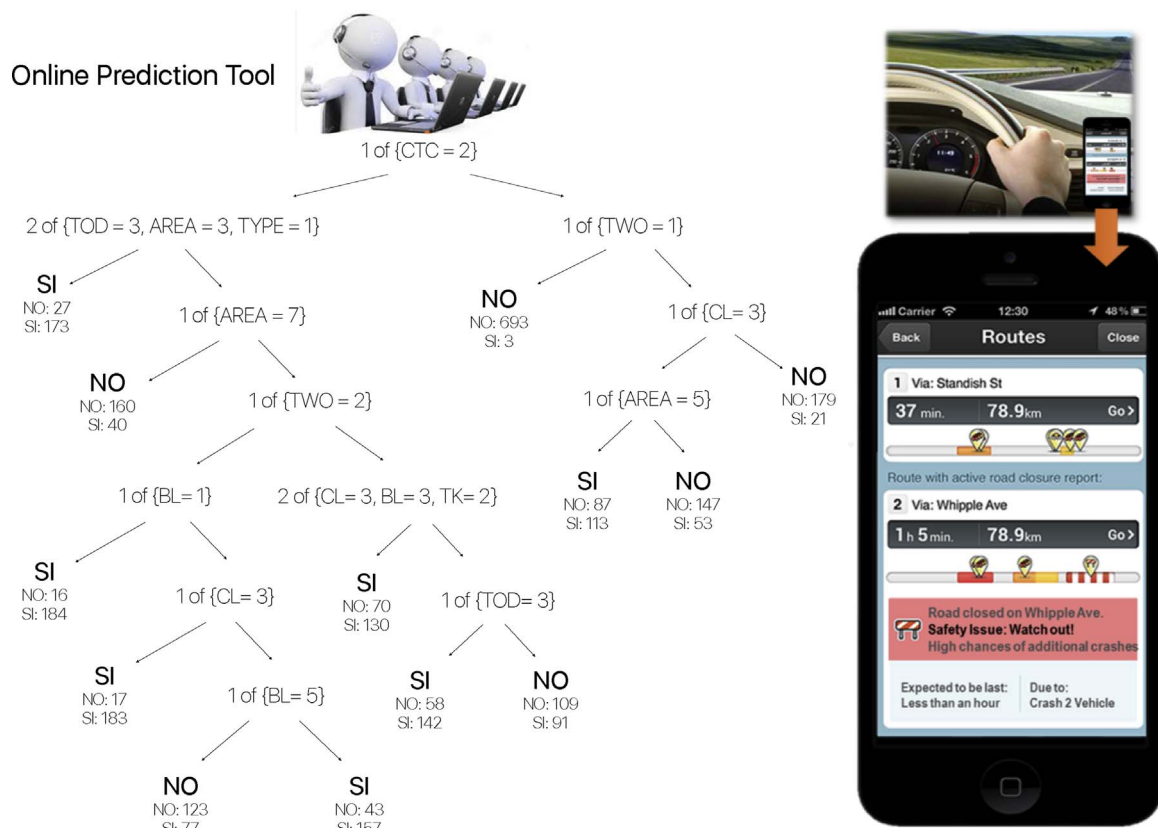 Online Prediction Tool
1 of {CTC = 2}
2 of {TOD = 3, AREA = 3, TYPE = 1}
1 of {TWO = 1}
SI
NO: 27
SI: 173
1 of {AREA = 7}
NO
NO: 693
SI: 3
1 of {CL= 3}
NO
NO: 160
SI: 40
1 of {TWO = 2}
1 of {AREA = 5}
NO
NO: 179
SI: 21
1 of {BL= 1}
2 of {CL= 3, BL= 3, TK= 2}
SI
NO: 87
SI: 113
NO
NO: 147
SI: 53
SI
NO: 16
SI: 184
1 of {CL= 3}
SI
NO: 70
SI: 130
1 of {TOD= 3}
SI
NO: 17
SI: 183
1 of {BL= 5}
SI
NO: 58
SI: 142
NO
NO: 109
SI: 91
NO
NO: 123
SI: 77
SI
NO: 43
SI: 157
Carrier 12:30 48%
Back Routes Close
1 Via: Standish St
37 min. 78.9km Go >
Route with active road closure report:
2 Via: Whipple Ave
1 h 5 min. 78.9km Go >
Road closed on Whipple Ave.
Safety Issue: Watch out!
High chances of additional crashes
Expected to be last: Due to:
Less than an hour Crash 2 Vehicle